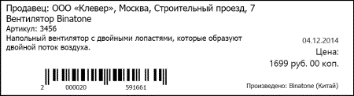 Продавец: ООО «Клевер», Москва, Строительный проезд, 7
Вентилятор Binatone
Артикул: 3456
Напольный вентилятор с двойными лопастями, которые образуют двойной поток воздуха.
04.12.2014
Цена:
1699 руб. 00 коп.
2 000020 591661
Произведено: Binatone (Китай)